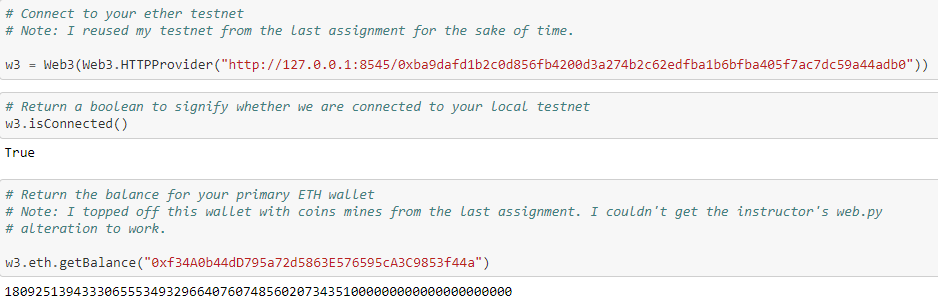 # Connect to your ether testnet
# Note: I reused my testnet from the last assignment for the sake of time.
w3 = Web3(Web3.HTTPProvider("http://127.0.0.1:8545/0xba9dafd1b2c0d856fb4200d3a274b2c62edfba1b6bfba405f7ac7dc59a44adb0"))
# Return a boolean to signify whether we are connected to your local testnet
w3.isConnected()
True
# Return the balance for your primary ETH wallet
# Note: I topped off this wallet with coins mines from the last assignment. I couldn't get the instructor's web.py
# alteration to work.
w3.eth.getBalance("0xf34A0b44dD795a72d5863E576595cA3C9853f44a")
1809251394333065553493296640760748560207343510000000000000000000000